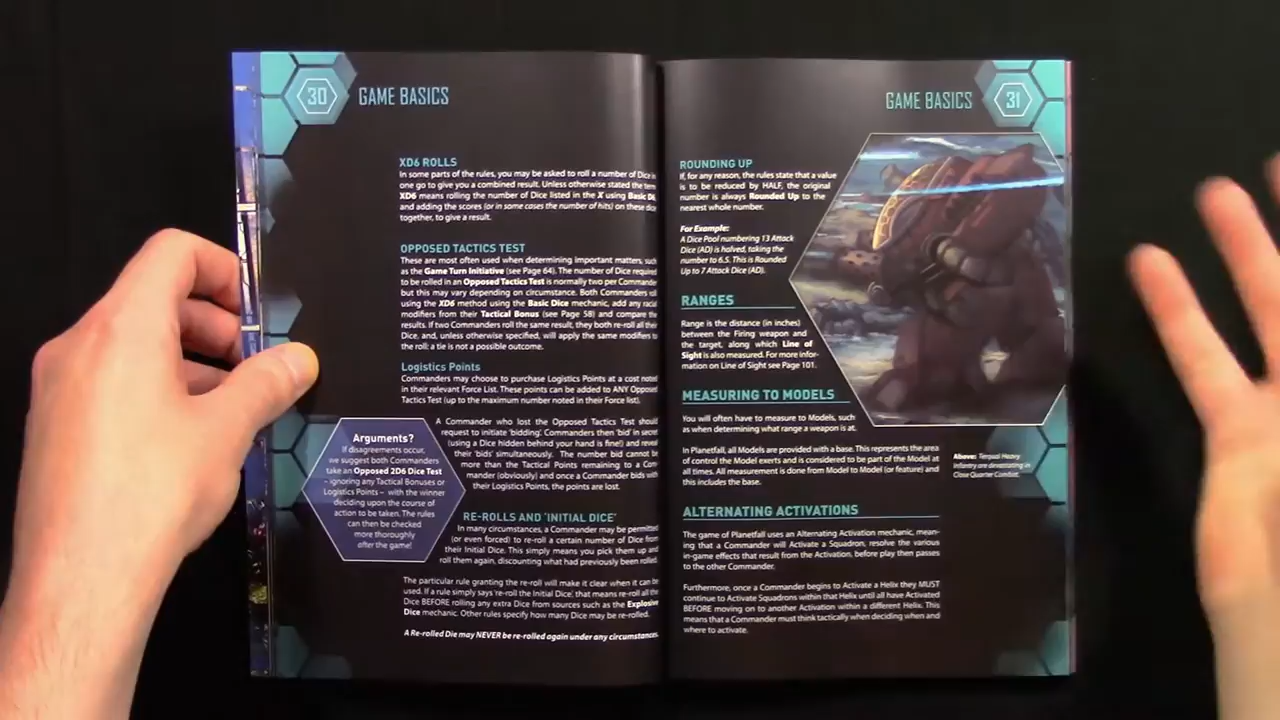 30
GAME BASICS
XD6 ROLLS
In some parts of the rules, you may be asked to roll a number of Dice in
one go to give you a combined result. Unless otherwise stated the term
XD6 means rolling the number of Dice listed in the X using Basic D6
and adding the scores (or in some cases the number of hits) on these dice
together, to give a result.
OPPOSED TACTICS TEST
These are most often used when determining important matters, such
as the Game Turn Initiative (see Page 64). The number of Dice required
to be rolled in an Opposed Tactics Test is normally two per Commander
but this may vary depending on circumstance. Both Commanders roll
using the XD6 method using the Basic Dice mechanic, add any racial
modifiers from their Tactical Bonus (see Page 58) and compare the
results. If two Commanders roll the same result, they both re-roll all their
Dice, and, unless otherwise specified, will apply the same modifiers to
the roll: a tie is not a possible outcome.
Logistics Points
Commanders may choose to purchase Logistics Points at a cost noted
in their relevant Force List. These points can be added to ANY Opposed
Tactics Test (up to the maximum number noted in their Force list).
A Commander who lost the Opposed Tactics Test should
request to initiate 'bidding'. Commanders then 'bid' in secret
(using a Dice hidden behind your hand is fine!) and reveal
their 'bids' simultaneously. The number bid cannot be
more than the Tactical Points remaining to a Com-
mander (obviously) and once a Commander bids with
their Logistics Points, the points are lost.
Arguments?
If disagreements occur,
we suggest both Commanders
take an Opposed 2D6 Dice Test
– ignoring any Tactical Bonuses or
Logistics Points – with the winner
deciding upon the course of
action to be taken. The rules
can then be checked
more thoroughly
after the game!
RE-ROLLS AND 'INITIAL DICE'
In many circumstances, a Commander may be permitted
(or even forced) to re-roll a certain number of Dice from
their Initial Dice. This simply means you pick them up and
roll them again, discounting what had previously been rolled.
The particular rule granting the re-roll will make it clear when it can be
used. If a rule simply says 're-roll the Initial Dice' that means re-roll all the
Dice BEFORE rolling any extra Dice from sources such as the Explosive
Dice mechanic. Other rules specify how many Dice may be re-rolled.
A Re-rolled Die may NEVER be re-rolled again under any circumstances.
GAME BASICS
31
ROUNDING UP
If, for any reason, the rules state that a value
is to be reduced by HALF, the original
number is always Rounded Up to the
nearest whole number.
For Example:
A Dice Pool numbering 13 Attack
Dice (AD) is halved, taking the
number to 6.5. This is Rounded
Up to 7 Attack Dice (AD).
RANGES
Range is the distance (in inches)
between the Firing weapon and
the target, along which Line of
Sight is also measured. For more infor-
mation on Line of Sight see Page 101.
MEASURING TO MODELS
You will often have to measure to Models, such
as when determining what range a weapon is at.
In Planetfall, all Models are provided with a base. This represents the area
of control the Model exerts and is considered to be part of the Model at
all times. All measurement is done from Model to Model (or feature) and
this includes the base.
Above: Terquai Heavy
Infantry are devastating in
Close Quarter Combat.
ALTERNATING ACTIVATIONS
The game of Planetfall uses an Alternating Activation mechanic, mean-
ing that a Commander will Activate a Squadron, resolve the various
in-game effects that result from the Activation, before play then passes
to the other Commander.
Furthermore, once a Commander begins to Activate a Helix they MUST
continue to Activate Squadrons within that Helix until all have Activated
BEFORE moving on to another Activation within a different Helix. This
means that a Commander must think tactically when deciding when and
where to activate.